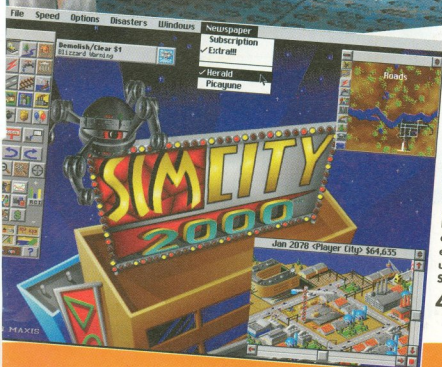 File Speed Options Disasters Windows Newspaper
Subscription
✓Extra!!!
✓Herald
Picayune
Demolish/Clear $1
Blizzard Warning
Roads
SIMCITY
2000
Jan 2078 <Player City> $64,635
MAXIS
?